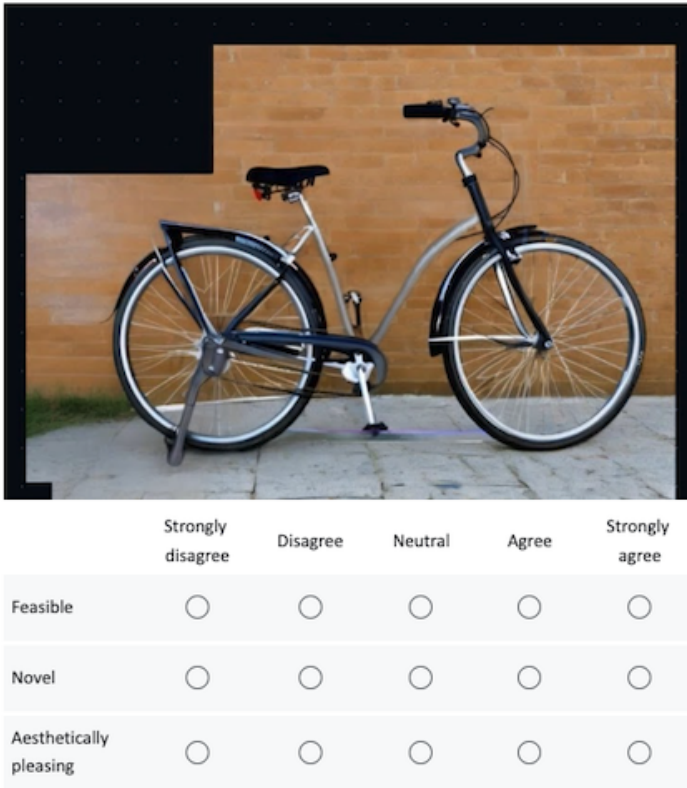 Strongly disagree
Disagree
Neutral
Agree
Strongly agree
Feasible
Novel
Aesthetically pleasing